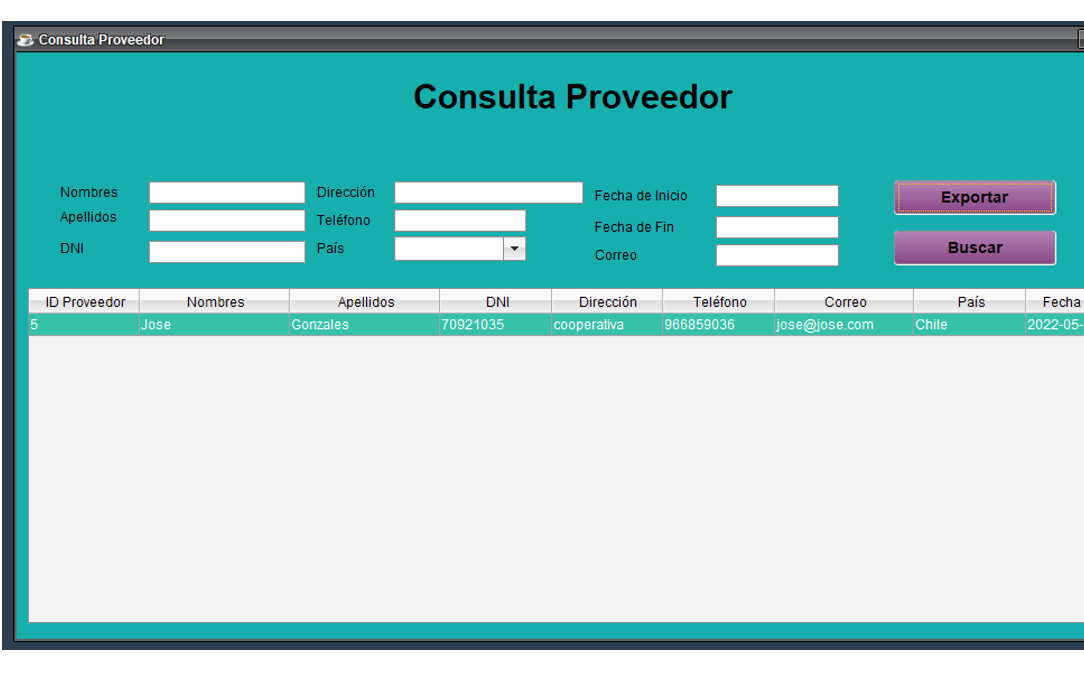 Consulta Proveedor
Consulta Proveedor
Nombres Dirección Fecha de Inicio Exportar
Apellidos Teléfono Fecha de Fin
DNI País Correo Buscar
ID Proveedor Nombres Apellidos DNI Dirección Teléfono Correo País Fecha
5 Jose Gonzales 70921035 cooperativa 966859036 jose@jose.com Chile 2022-05-